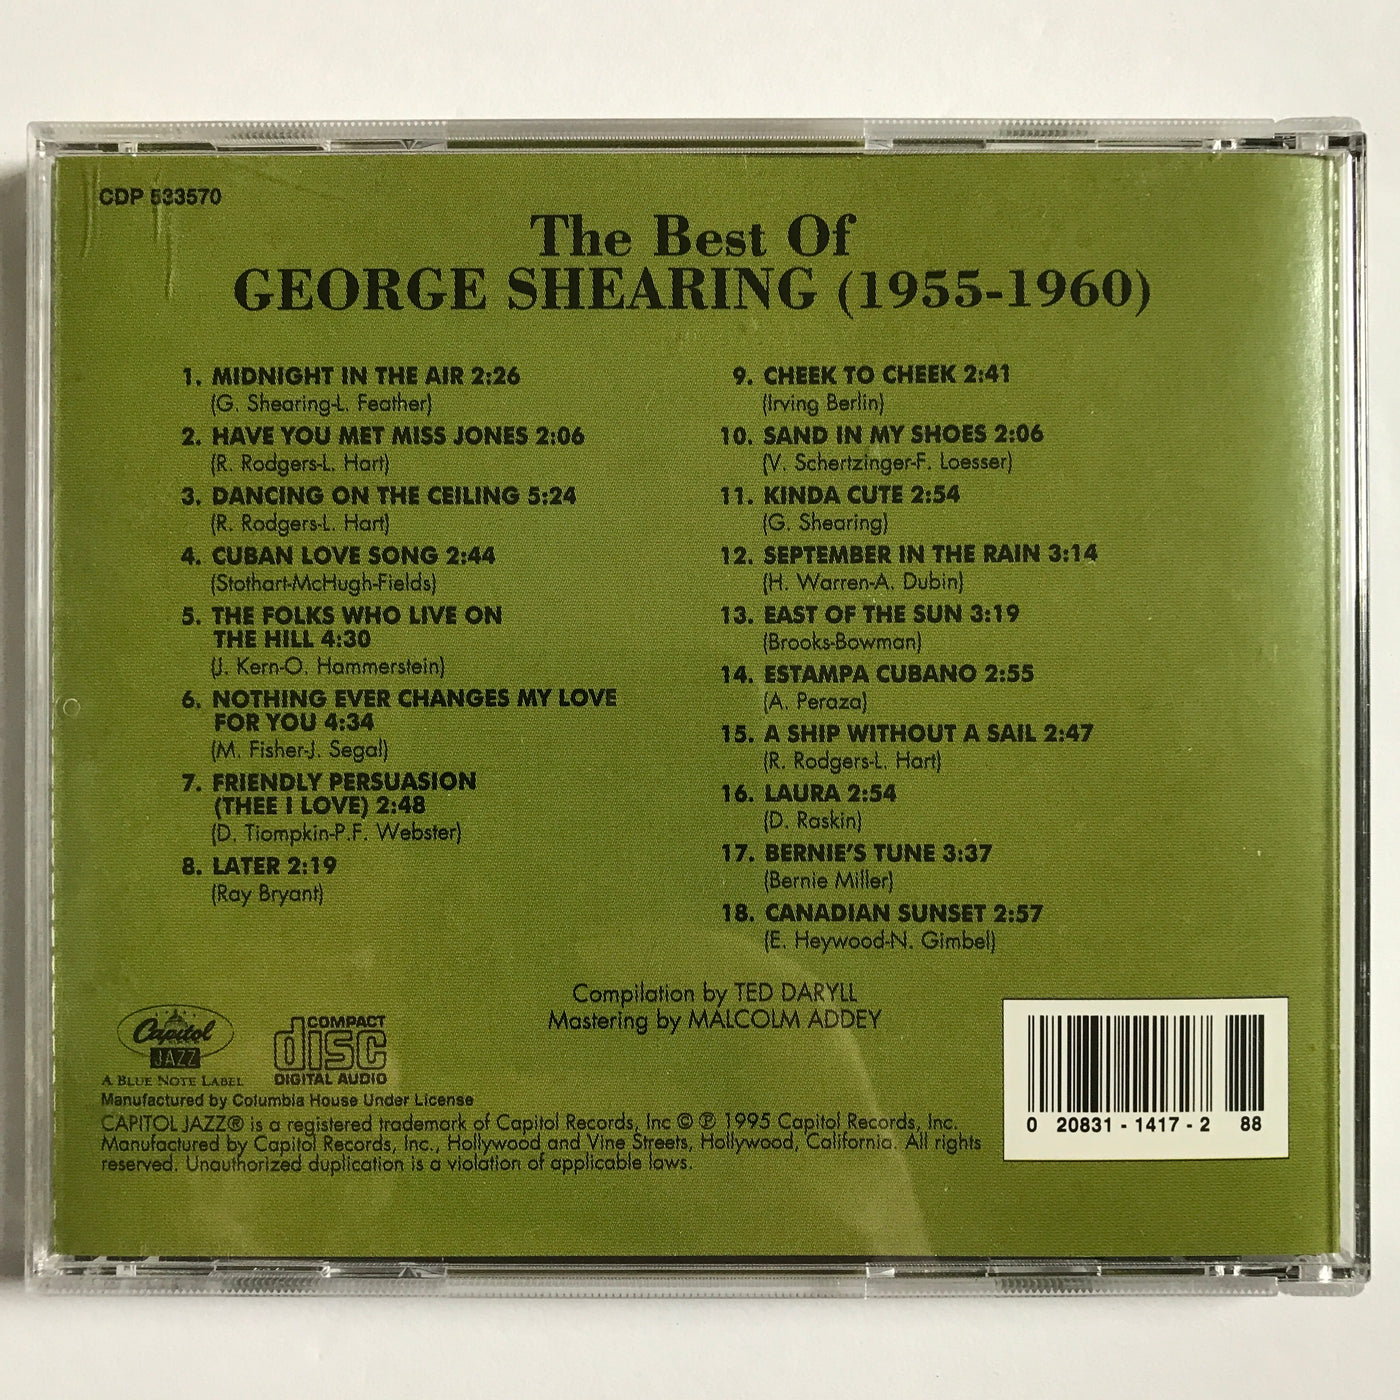 CDP 533570
The Best Of
GEORGE SHEARING (1955-1960)
1. MIDNIGHT IN THE AIR 2:26
(G. Shearing-L. Feather)
2. HAVE YOU MET MISS JONES 2:06
(R. Rodgers-L. Hart)
3. DANCING ON THE CEILING 5:24
(R. Rodgers-L. Hart)
4. CUBAN LOVE SONG 2:44
(Stothart-McHugh-Fields)
5. THE FOLKS WHO LIVE ON
THE HILL 4:30
(J. Kern-O. Hammerstein)
6. NOTHING EVER CHANGES MY LOVE
FOR YOU 4:34
(M. Fisher-J. Segal)
7. FRIENDLY PERSUASION
(THEE I LOVE) 2:48
(D. Tiompkin-P.F. Webster)
8. LATER 2:19
(Ray Bryant)
9. CHEEK TO CHEEK 2:41
(Irving Berlin)
10. SAND IN MY SHOES 2:06
(V. Schertzinger-F. Loesser)
11. KINDA CUTE 2:54
(G. Shearing)
12. SEPTEMBER IN THE RAIN 3:14
(H. Warren-A. Dubin)
13. EAST OF THE SUN 3:19
(Brooks-Bowman)
14. ESTAMPA CUBANO 2:55
(A. Peraza)
15. A SHIP WITHOUT A SAIL 2:47
(R. Rodgers-L. Hart)
16. LAURA 2:54
(D. Raskin)
17. BERNIE'S TUNE 3:37
(Bernie Miller)
18. CANADIAN SUNSET 2:57
(E. Heywood-N. Gimbel)
Compilation by TED DARYLL
Mastering by MALCOLM ADDEY
Capitol
JAZZ
A BLUE NOTE LABEL
COMPACT
disc
DIGITAL AUDIO
Manufactured by Columbia House Under License
CAPITOL JAZZ® is a registered trademark of Capitol Records, Inc © ℗ 1995 Capitol Records, Inc.
Manufactured by Capitol Records, Inc., Hollywood and Vine Streets, Hollywood, California. All rights
reserved. Unauthorized duplication is a violation of applicable laws.
0 20831-1417-2 88